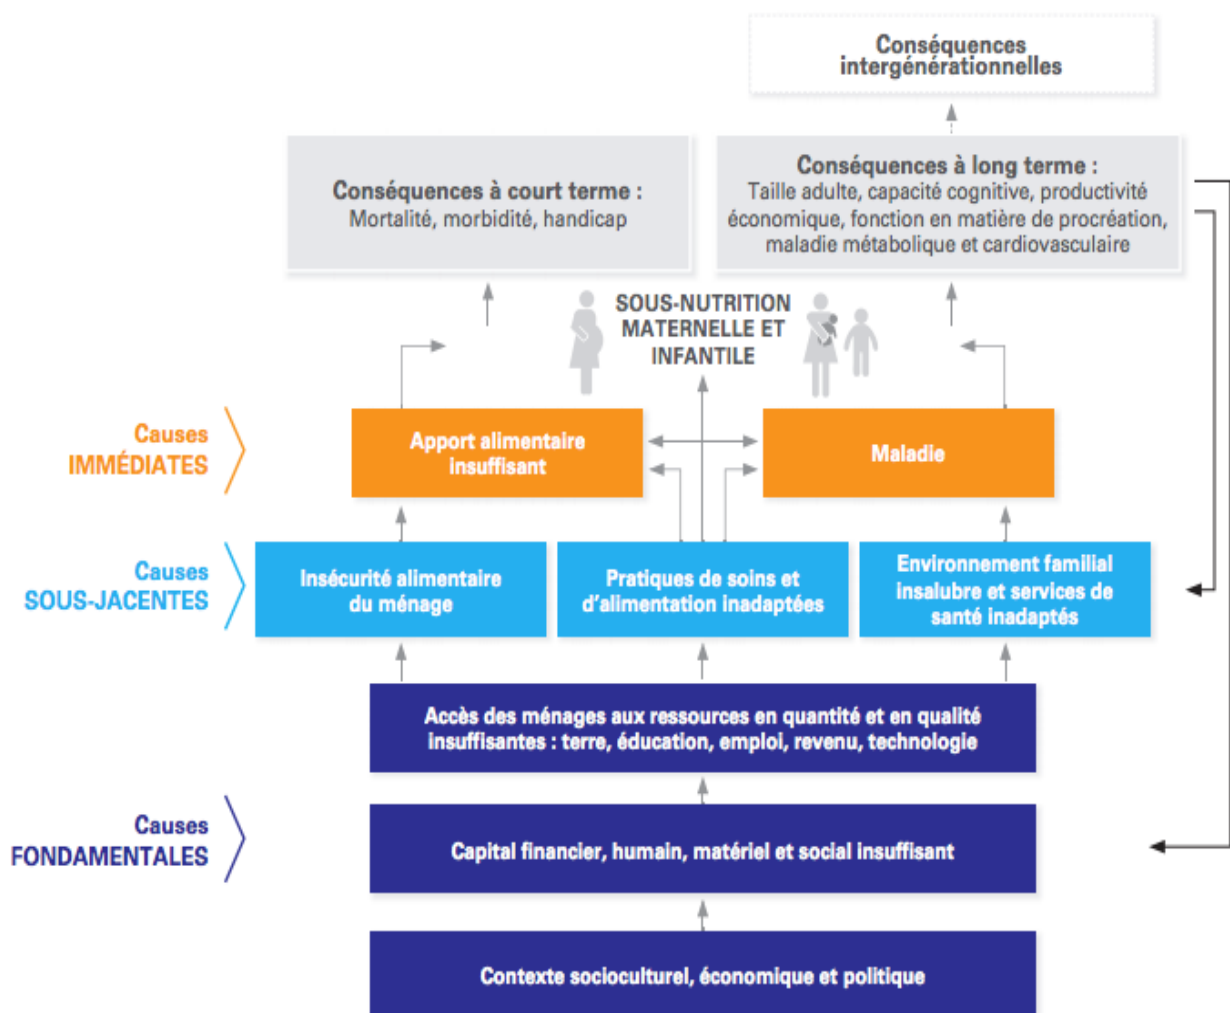 Conséquences
intergénérationnelles
Conséquences à court terme :
Mortalité, morbidité, handicap
Conséquences à long terme :
Taille adulte, capacité cognitive, productivité
économique, fonction en matière de procréation,
maladie métabolique et cardiovasculaire
SOUS-NUTRITION
MATERNELLE ET
INFANTILE
Causes
IMMÉDIATES
Apport alimentaire
insuffisant
Maladie
Causes
SOUS-JACENTES
Insécurité alimentaire
du ménage
Pratiques de soins et
d'alimentation inadaptées
Environnement familial
insalubre et services de
santé inadaptés
Accès des ménages aux ressources en quantité et en qualité
insuffisantes : terre, éducation, emploi, revenu, technologie
Causes
FONDAMENTALES
Capital financier, humain, matériel et social insuffisant
Contexte socioculturel, économique et politique